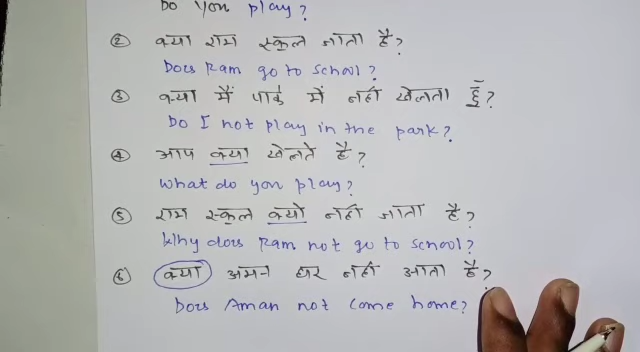 Do you play?
② क्या राम स्कूल जाता है?
Does Ram go to School?
③ क्या मैं पार्क में नहीं खेलता हूँ?
Do I not play in the park?
④ आप क्या खेलते है?
What do you play?
⑤ राम स्कूल क्यो नहीं जाता है?
Why does Ram not go to School?
⑥ क्या अमन घर नहीं आता है?
Does Aman not Come home?